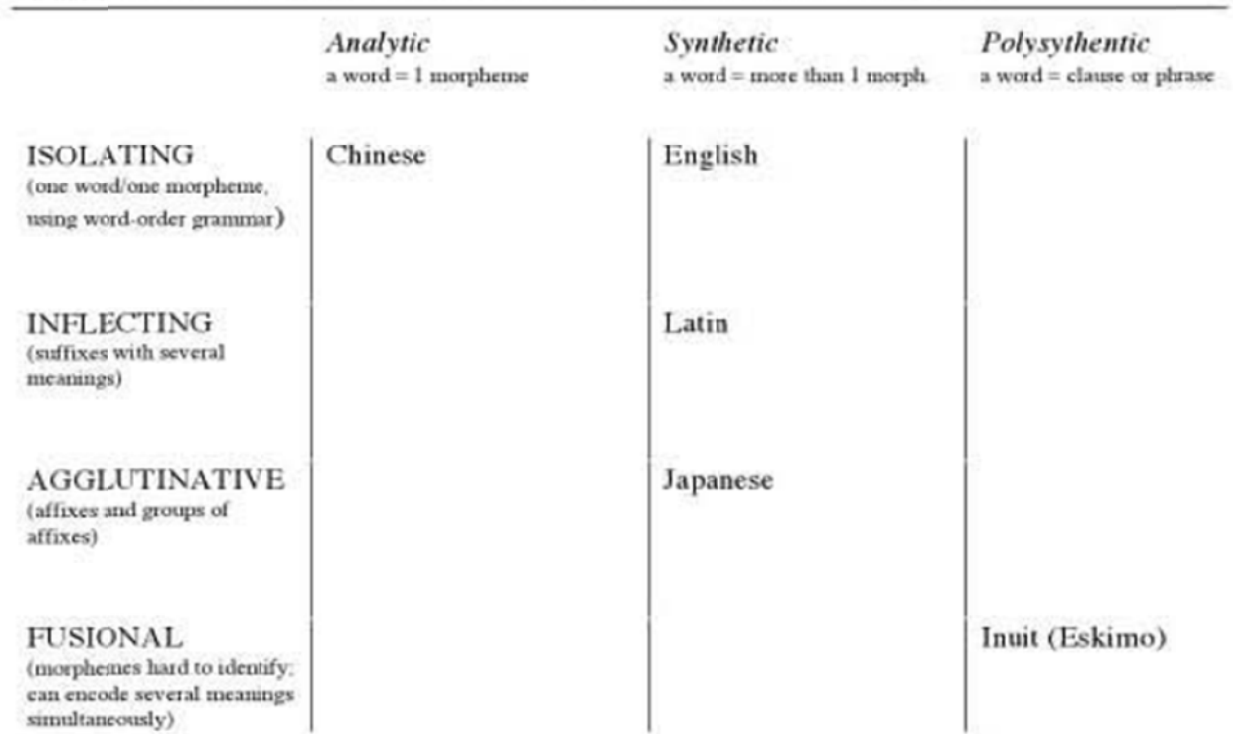 Analytic Synthetic Polysythentic
a word = 1 morpheme a word = more than 1 morph. a word = clause or phrase
ISOLATING Chinese English
(one word/one morpheme,
using word-order grammar)
INFLECTING Latin
(suffixes with several
meanings)
AGGLUTINATIVE Japanese
(affixes and groups of
affixes)
FUSIONAL Inuit (Eskimo)
(morphemes hard to identify;
can encode several meanings
simultaneously)